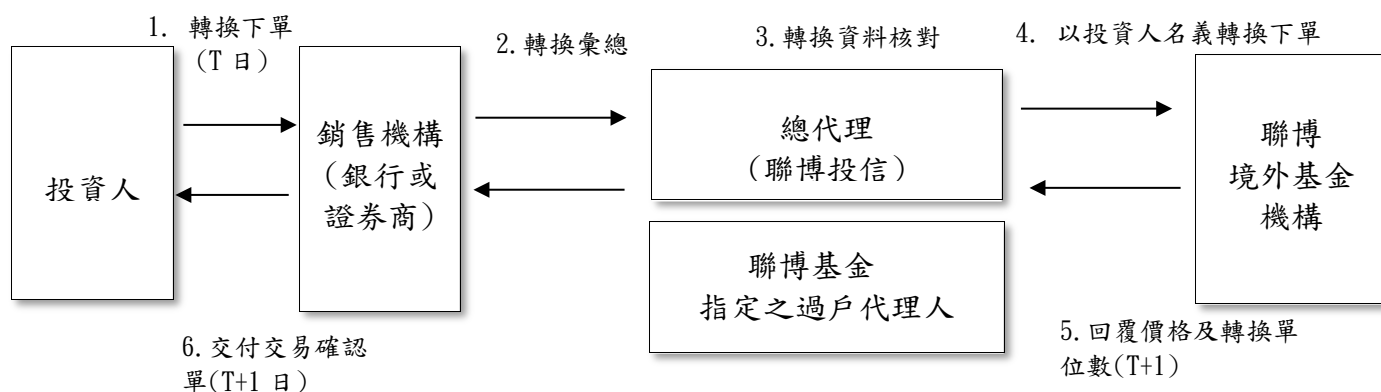 1. 轉換下單
(T 日)
2.轉換彙總
3.轉換資料核對
4. 以投資人名義轉換下單
投資人
銷售機構
(銀行或
證券商)
總代理
(聯博投信)
聯博基金
指定之過戶代理人
聯博
境外基金
機構
5.回覆價格及轉換單
位數(T+1)
6.交付交易確認
單(T+1 日)